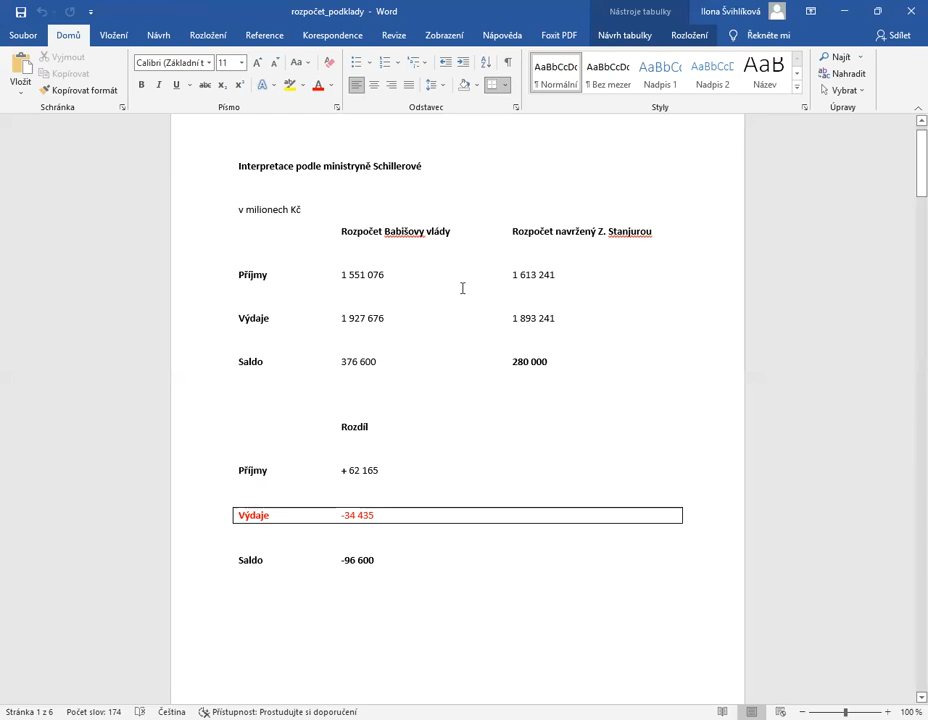 rozpočet_podklady - Word
Nástroje tabulky
Ilona Švihlíková
Soubor Domů Vložení Návrh Rozložení Reference Korespondence Revize Zobrazení Nápověda Foxit PDF Návrh tabulky Rozložení Řekněte mi Sdílet
Vložit
Vyjmout
Kopírovat
Kopírovat formát
Schránka
Calibri (Základní t 11
Písmo
Odstavec
AaBbCcDc AaBbCcDc AaBbCc AaBbCcD AaB
¶ Normální ¶ Bez mezer Nadpis 1 Nadpis 2 Název
Styly
Najít
Nahradit
Vybrat
Úpravy
Interpretace podle ministryně Schillerové
v milionech Kč
Rozpočet Babišovy vlády Rozpočet navržený Z. Stanjurou
Příjmy 1 551 076 1 613 241
Výdaje 1 927 676 1 893 241
Saldo 376 600 280 000
Rozdíl
Příjmy + 62 165
Výdaje -34 435
Saldo -96 600
Stránka 1 z 6 Počet slov: 174 Čeština Přístupnost: Prostudujte si doporučení 100 %